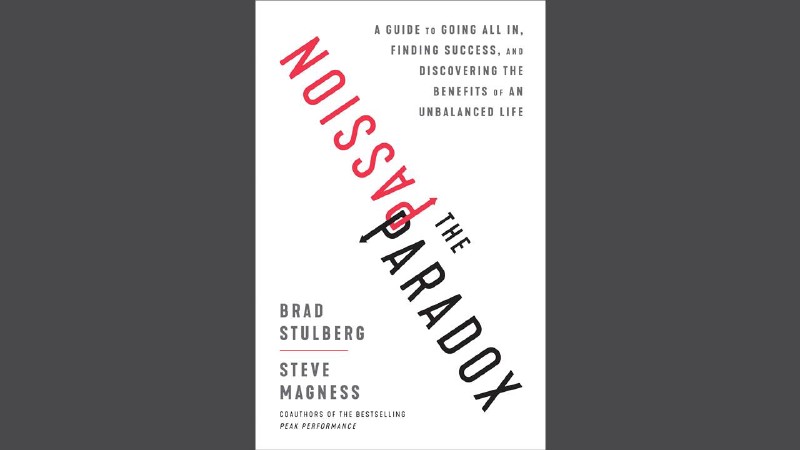 A GUIDE TO GOING ALL IN,
FINDING SUCCESS, AND
DISCOVERING THE
BENEFITS OF AN
UNBALANCED LIFE
THE
PASSION
PARADOX
BRAD
STULBERG
STEVE
MAGNESS
COAUTHORS OF THE BESTSELLING
PEAK PERFORMANCE